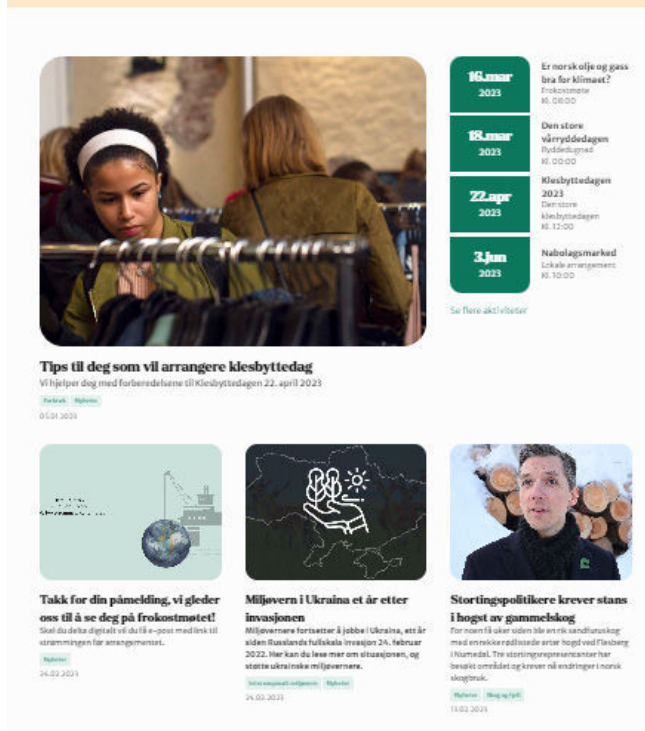 16.mar
2023
Er norsk olje og gass
bra for klimaet?
Frokostmøte
Kl. 08:00
18.mar
2023
Den store
vårryddedagen
Ryddedugnad
Kl. 00:00
22.apr
2023
Klesbyttedagen
2023
Den store
klesbyttedagen
Kl. 12:00
3.jun
2023
Nabolagsmarked
Lokale arrangement
Kl. 10:00
Se flere aktiviteter
Tips til deg som vil arrangere klesbyttedag
Vi hjelper deg med forberedelsene til Klesbyttedagen 22. april 2023
Forbruk Nyheter
05.01.2023
Takk for din påmelding, vi gleder
oss til å se deg på frokostmøtet!
Skal du delta digitalt vil du få e-post med link til
strømmingen før arrangementet.
Nyheter
24.02.2023
Miljøvern i Ukraina et år etter
invasjonen
Miljøvernere fortsetter å jobbe i Ukraina, ett år
siden Russlands fullskala invasjon 24. februar
2022. Her kan du lese mer om situasjonen, og
støtte ukrainske miljøvernere.
Internasjonalt miljøvern Nyheter
24.02.2023
Stortingspolitikere krever stans
i hogst av gammelskog
For noen få uker siden ble en rik sandfuruskog
med en rekke rødlistede arter hogd ved Flesberg
i Numedal. Tre stortingsrepresentanter har
besøkt området og krever nå endringer i norsk
skogbruk.
Nyheter Skog og fjell
13.02.2023